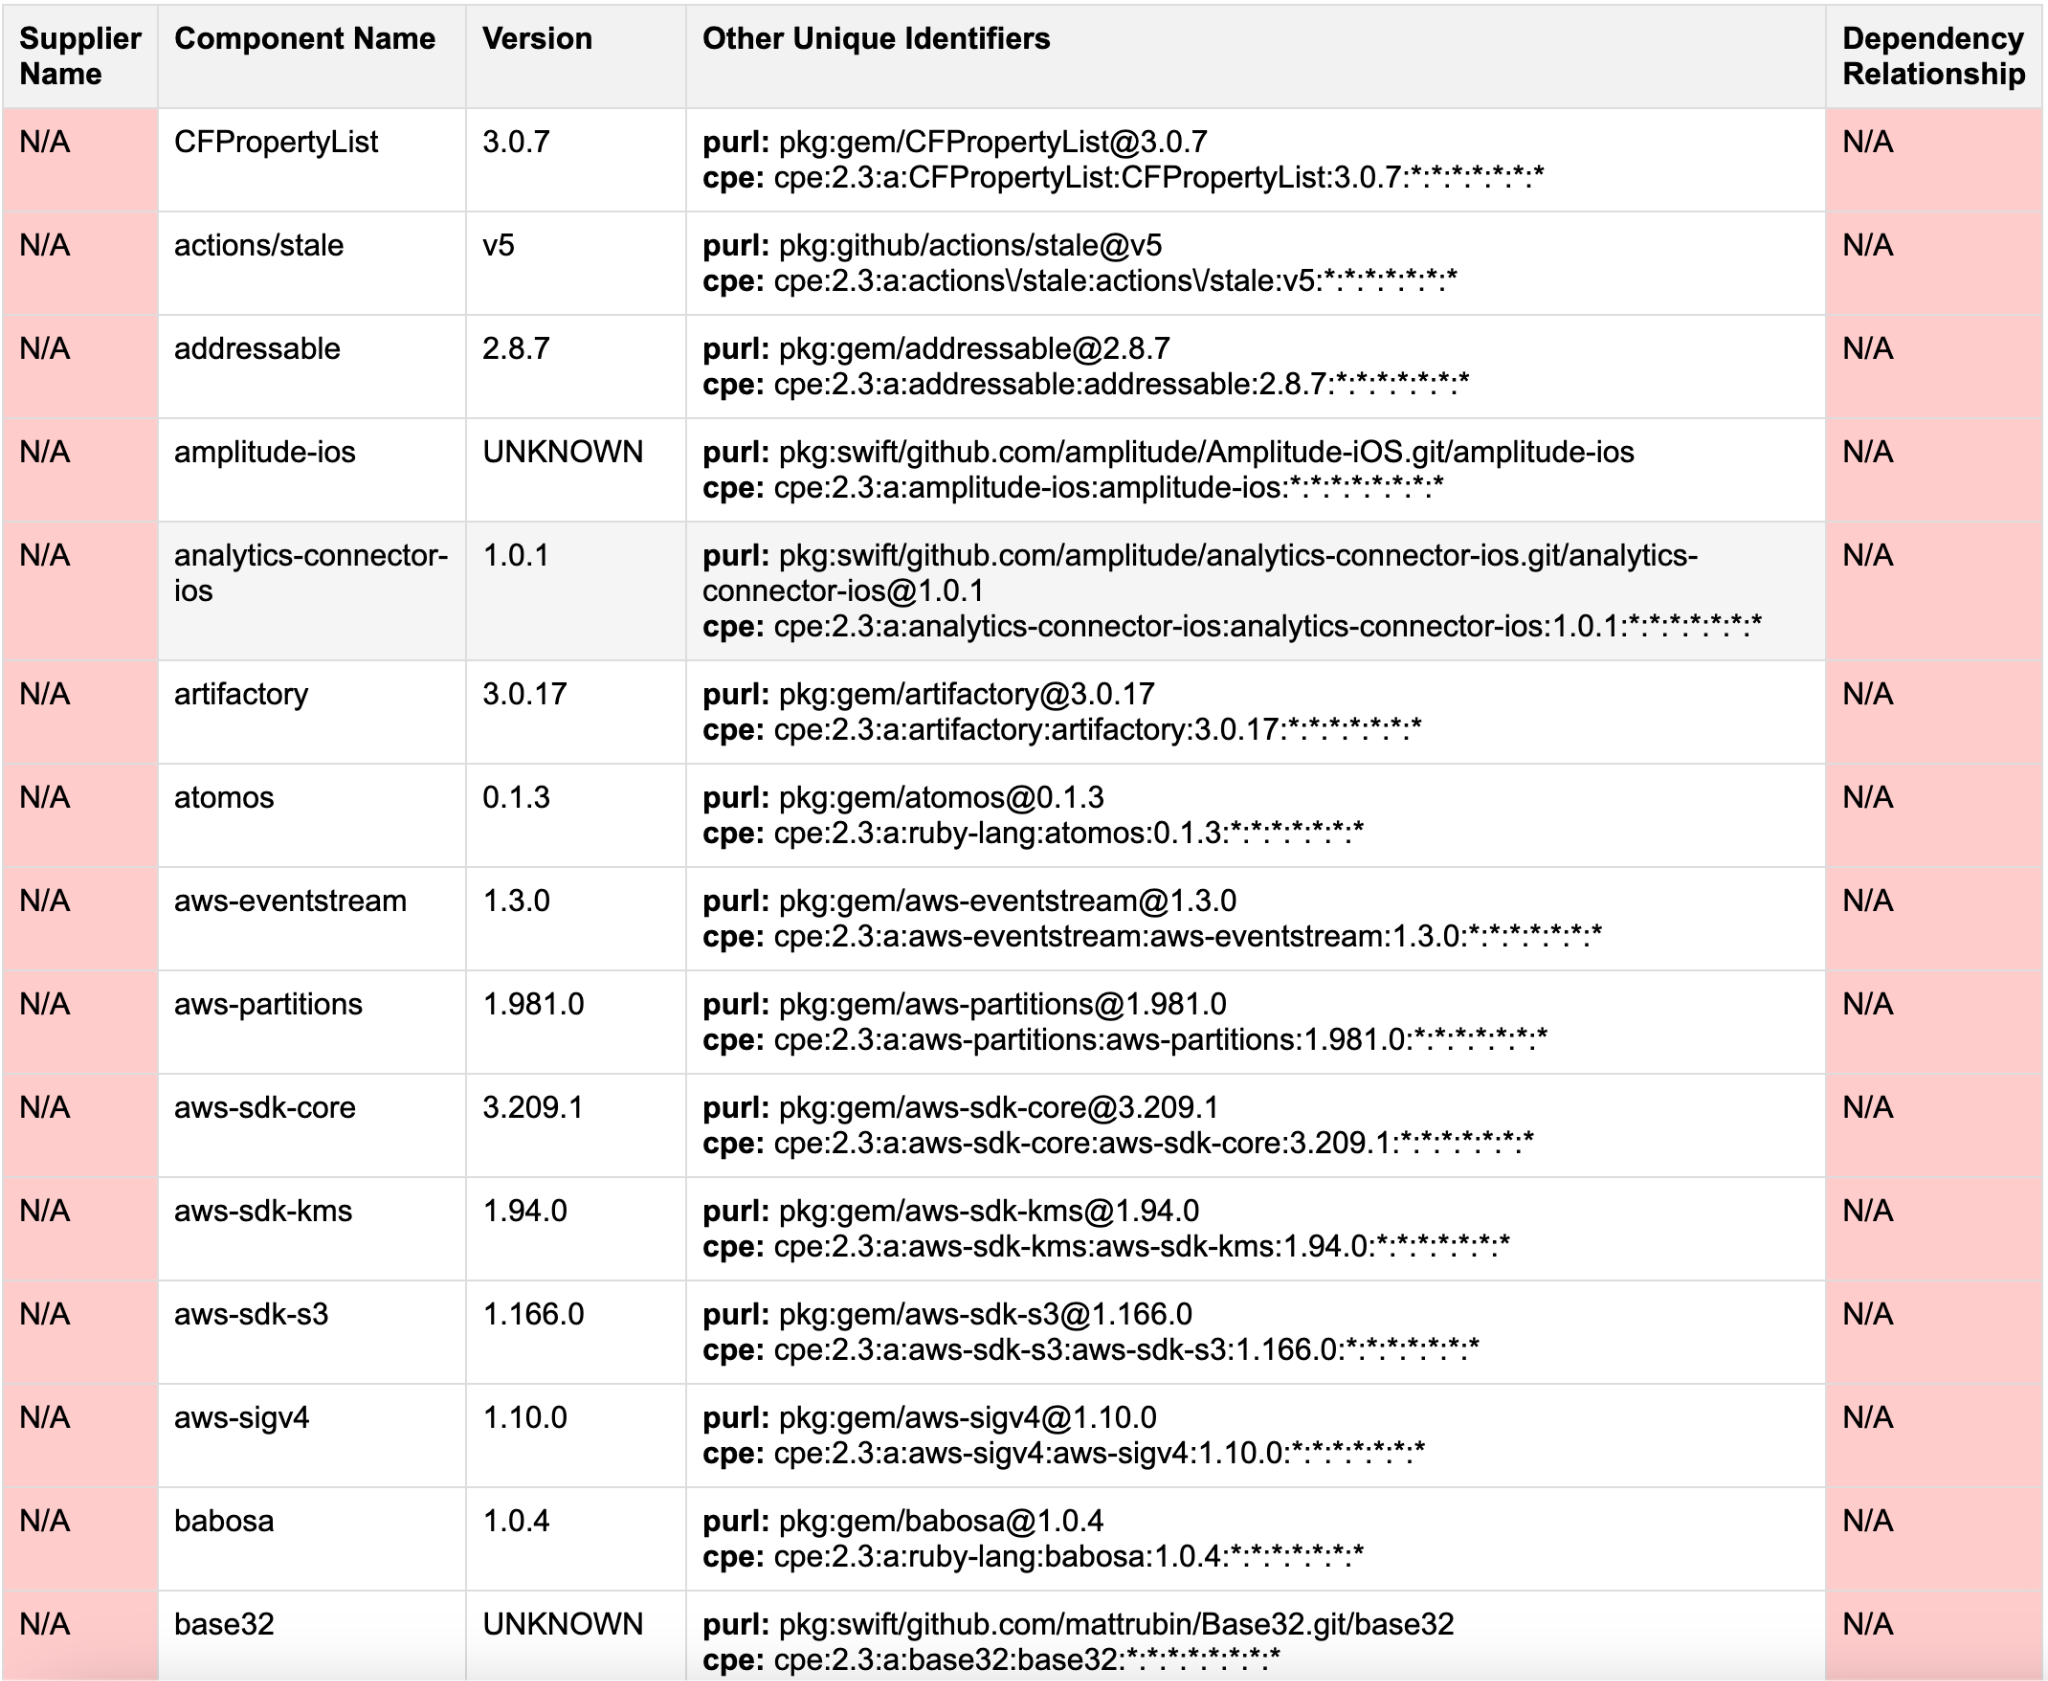 Supplier Name Component Name Version Other Unique Identifiers Dependency Relationship
N/A CFPropertyList 3.0.7 purl: pkg:gem/CFPropertyList@3.0.7 N/A
cpe: cpe:2.3:a:CFPropertyList:CFPropertyList:3.0.7:*:*:*:*:*:*:*
N/A actions/stale v5 purl: pkg:github/actions/stale@v5 N/A
cpe: cpe:2.3:a:actions\/stale:actions\/stale:v5:*:*:*:*:*:*:*
N/A addressable 2.8.7 purl: pkg:gem/addressable@2.8.7 N/A
cpe: cpe:2.3:a:addressable:addressable:2.8.7:*:*:*:*:*:*:*
N/A amplitude-ios UNKNOWN purl: pkg:swift/github.com/amplitude/Amplitude-iOS.git/amplitude-ios N/A
cpe: cpe:2.3:a:amplitude-ios:amplitude-ios:*:*:*:*:*:*:*:*
N/A analytics-connector- 1.0.1 purl: pkg:swift/github.com/amplitude/analytics-connector-ios.git/analytics- N/A
ios connector-ios@1.0.1
cpe: cpe:2.3:a:analytics-connector-ios:analytics-connector-ios:1.0.1:*:*:*:*:*:*:*
N/A artifactory 3.0.17 purl: pkg:gem/artifactory@3.0.17 N/A
cpe: cpe:2.3:a:artifactory:artifactory:3.0.17:*:*:*:*:*:*:*
N/A atomos 0.1.3 purl: pkg:gem/atomos@0.1.3 N/A
cpe: cpe:2.3:a:ruby-lang:atomos:0.1.3:*:*:*:*:*:*:*
N/A aws-eventstream 1.3.0 purl: pkg:gem/aws-eventstream@1.3.0 N/A
cpe: cpe:2.3:a:aws-eventstream:aws-eventstream:1.3.0:*:*:*:*:*:*:*
N/A aws-partitions 1.981.0 purl: pkg:gem/aws-partitions@1.981.0 N/A
cpe: cpe:2.3:a:aws-partitions:aws-partitions:1.981.0:*:*:*:*:*:*:*
N/A aws-sdk-core 3.209.1 purl: pkg:gem/aws-sdk-core@3.209.1 N/A
cpe: cpe:2.3:a:aws-sdk-core:aws-sdk-core:3.209.1:*:*:*:*:*:*:*
N/A aws-sdk-kms 1.94.0 purl: pkg:gem/aws-sdk-kms@1.94.0 N/A
cpe: cpe:2.3:a:aws-sdk-kms:aws-sdk-kms:1.94.0:*:*:*:*:*:*:*
N/A aws-sdk-s3 1.166.0 purl: pkg:gem/aws-sdk-s3@1.166.0 N/A
cpe: cpe:2.3:a:aws-sdk-s3:aws-sdk-s3:1.166.0:*:*:*:*:*:*:*
N/A aws-sigv4 1.10.0 purl: pkg:gem/aws-sigv4@1.10.0 N/A
cpe: cpe:2.3:a:aws-sigv4:aws-sigv4:1.10.0:*:*:*:*:*:*:*
N/A babosa 1.0.4 purl: pkg:gem/babosa@1.0.4 N/A
cpe: cpe:2.3:a:ruby-lang:babosa:1.0.4:*:*:*:*:*:*:*
N/A base32 UNKNOWN purl: pkg:swift/github.com/mattrubin/Base32.git/base32 N/A
cpe: cpe:2.3:a:base32:base32:*:*:*:*:*:*:*:*